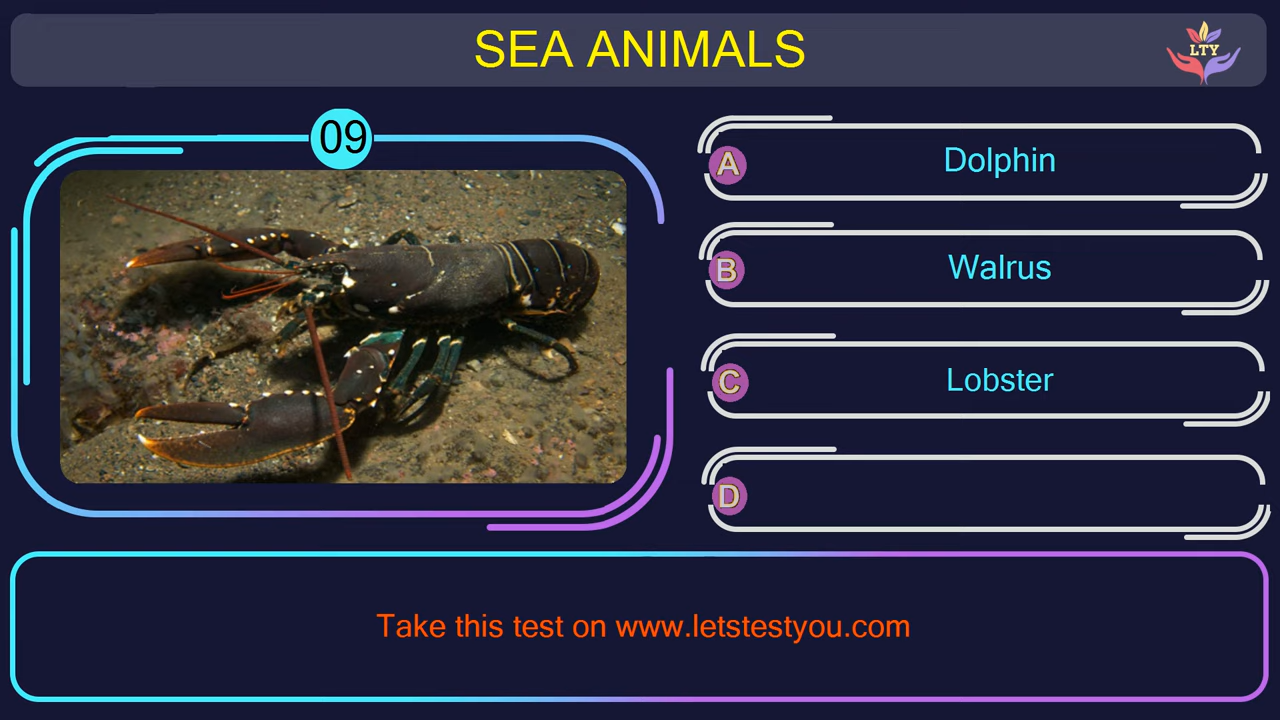 SEA ANIMALS
LTY
09
A Dolphin
B Walrus
C Lobster
D
Take this test on www.letstestyou.com